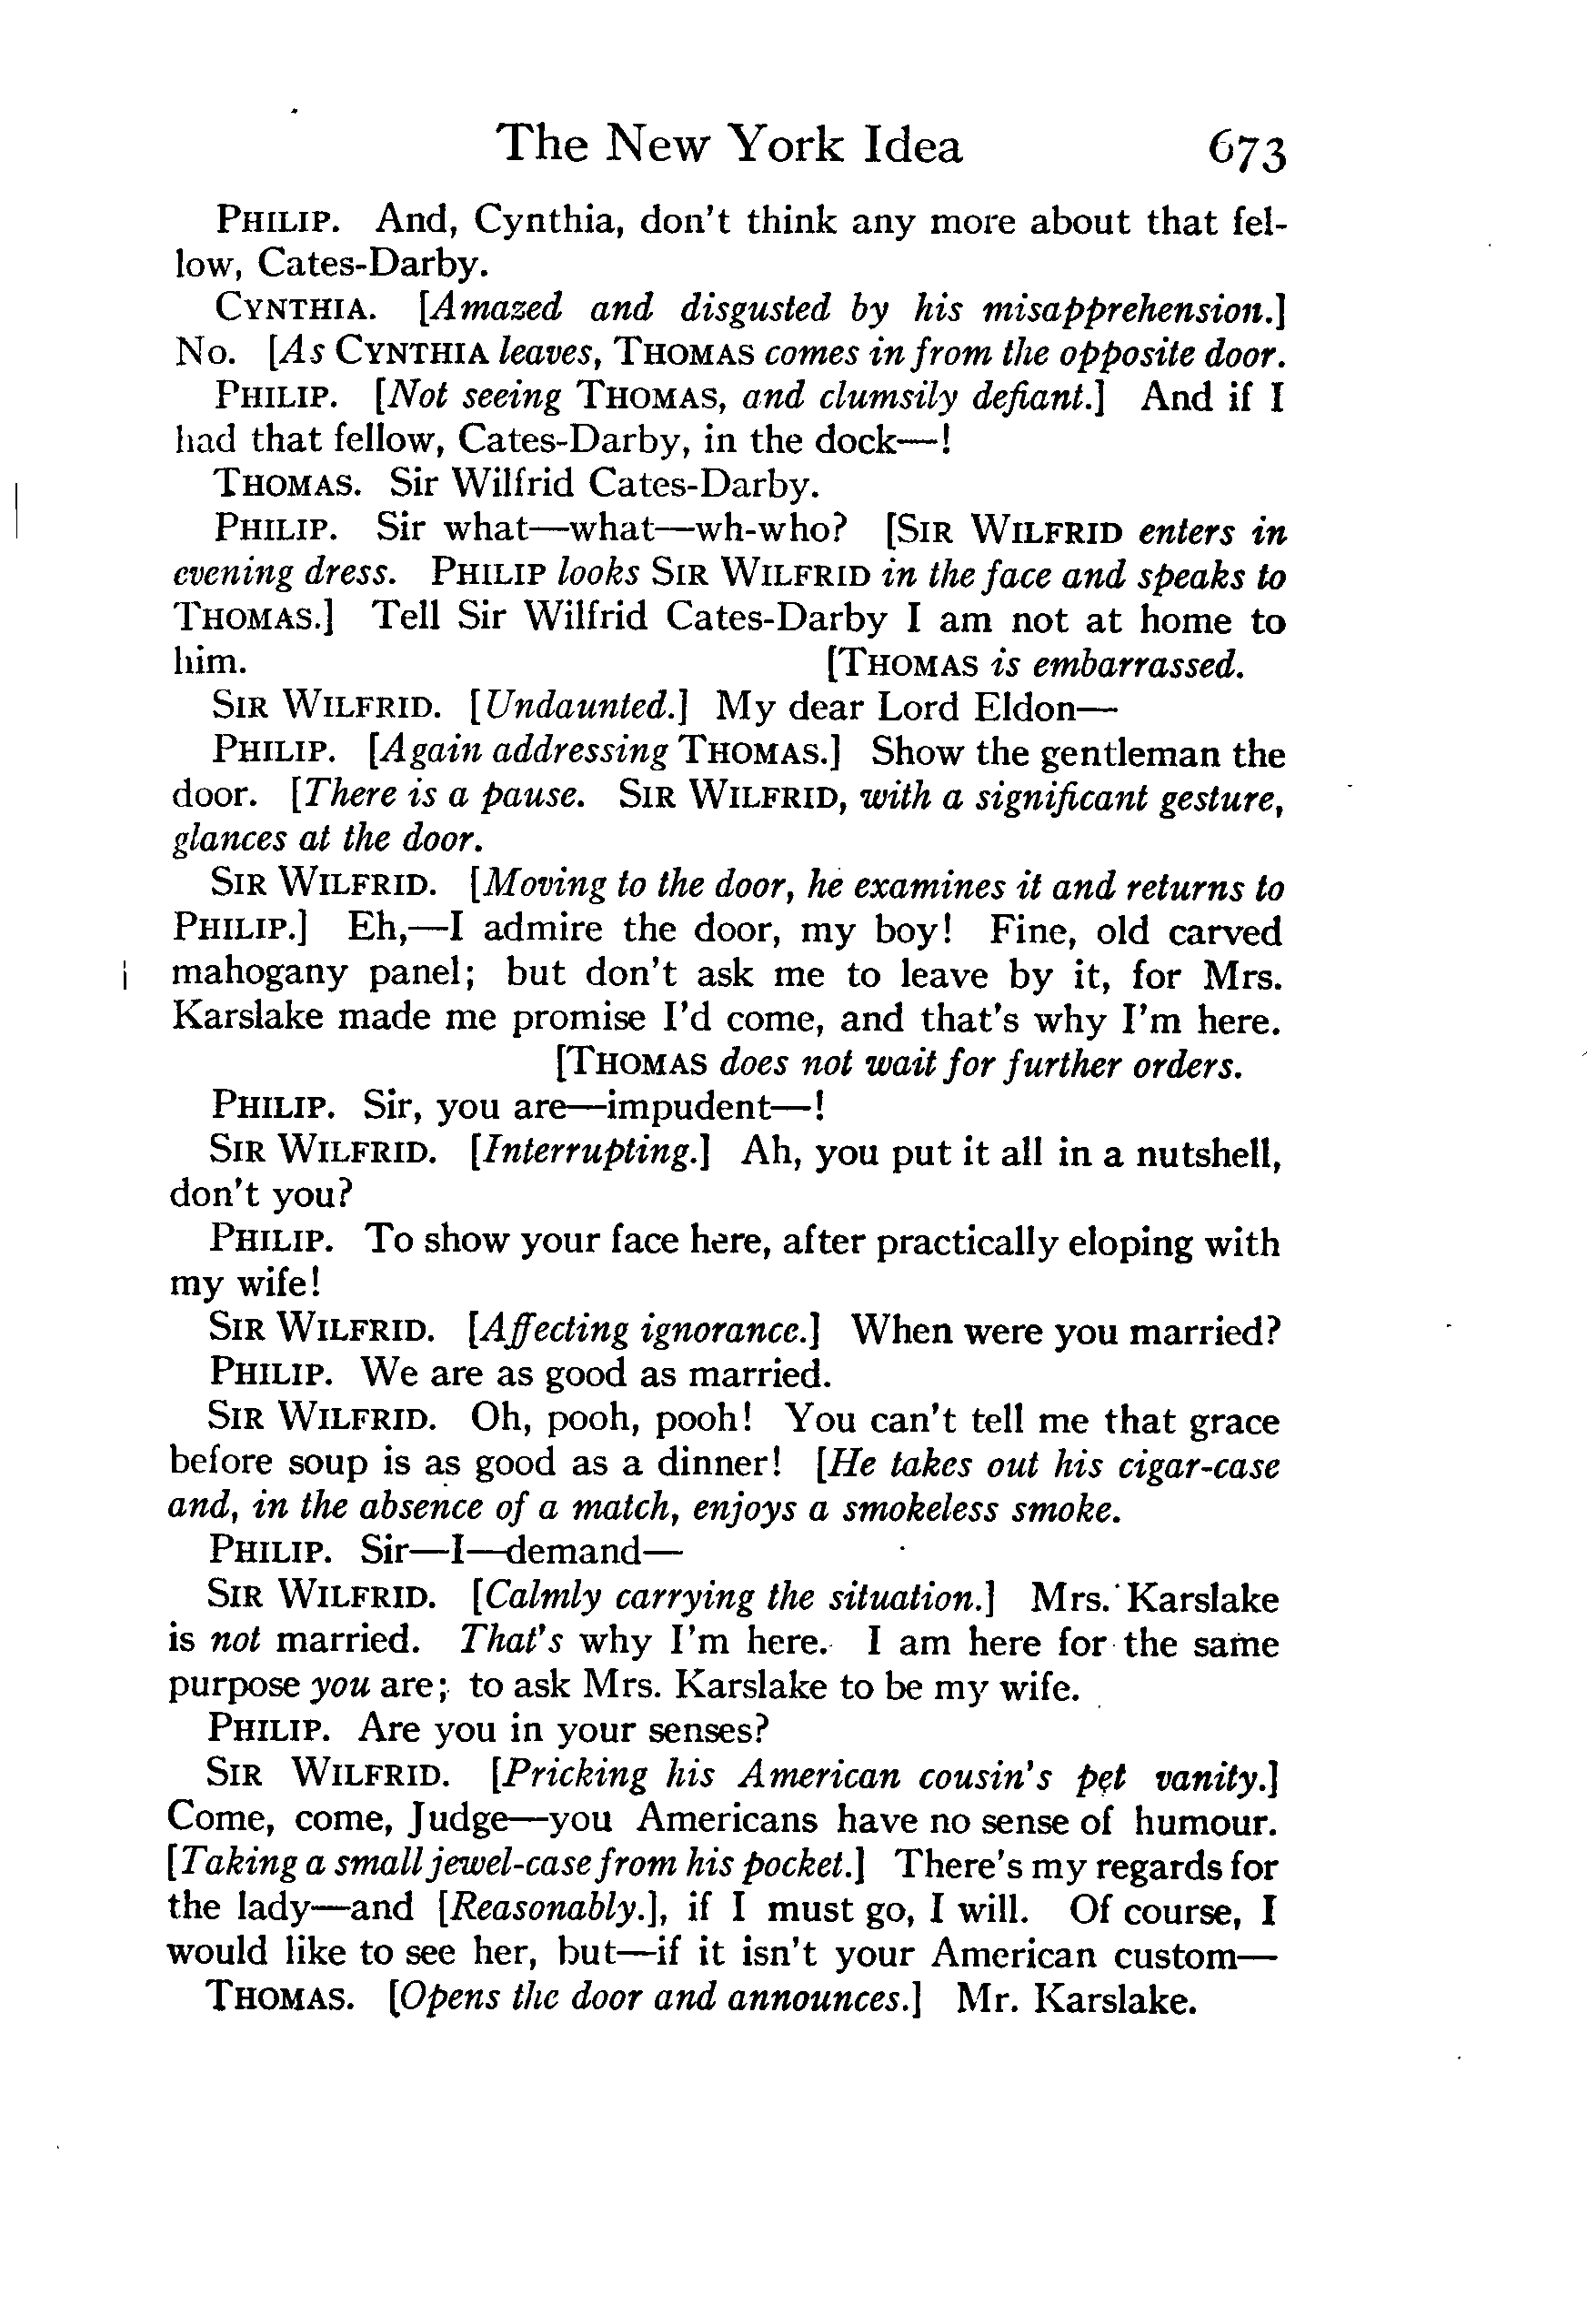 The New York Idea 673
PHILIP. And, Cynthia, don't think any more about that fel-
low, Cates-Darby.
CYNTHIA. [Amazed and disgusted by his misapprehension.]
No. [As CYNTHIA leaves, THOMAS comes in from the opposite door.
PHILIP. [Not seeing THOMAS, and clumsily defiant.] And if I
had that fellow, Cates-Darby, in the dock—!
THOMAS. Sir Wilfrid Cates-Darby.
PHILIP. Sir what—what—wh-who? [SIR WILFRID enters in
evening dress. PHILIP looks SIR WILFRID in the face and speaks to
THOMAS.] Tell Sir Wilfrid Cates-Darby I am not at home to
him. [THOMAS is embarrassed.
SIR WILFRID. [Undaunted.] My dear Lord Eldon—
PHILIP. [Again addressing THOMAS.] Show the gentleman the
door. [There is a pause. SIR WILFRID, with a significant gesture,
glances at the door.
SIR WILFRID. [Moving to the door, he examines it and returns to
PHILIP.] Eh,—I admire the door, my boy! Fine, old carved
mahogany panel; but don't ask me to leave by it, for Mrs.
Karslake made me promise I'd come, and that's why I'm here.
[THOMAS does not wait for further orders.
PHILIP. Sir, you are—impudent—!
SIR WILFRID. [Interrupting.] Ah, you put it all in a nutshell,
don't you?
PHILIP. To show your face here, after practically eloping with
my wife!
SIR WILFRID. [Affecting ignorance.] When were you married?
PHILIP. We are as good as married.
SIR WILFRID. Oh, pooh, pooh! You can't tell me that grace
before soup is as good as a dinner! [He takes out his cigar-case
and, in the absence of a match, enjoys a smokeless smoke.
PHILIP. Sir—I—demand—
SIR WILFRID. [Calmly carrying the situation.] Mrs. Karslake
is not married. That's why I'm here. I am here for the same
purpose you are; to ask Mrs. Karslake to be my wife.
PHILIP. Are you in your senses?
SIR WILFRID. [Pricking his American cousin's pet vanity.]
Come, come, Judge—you Americans have no sense of humour.
[Taking a small jewel-case from his pocket.] There's my regards for
the lady—and [Reasonably.], if I must go, I will. Of course, I
would like to see her, but—if it isn't your American custom—
THOMAS. [Opens the door and announces.] Mr. Karslake.